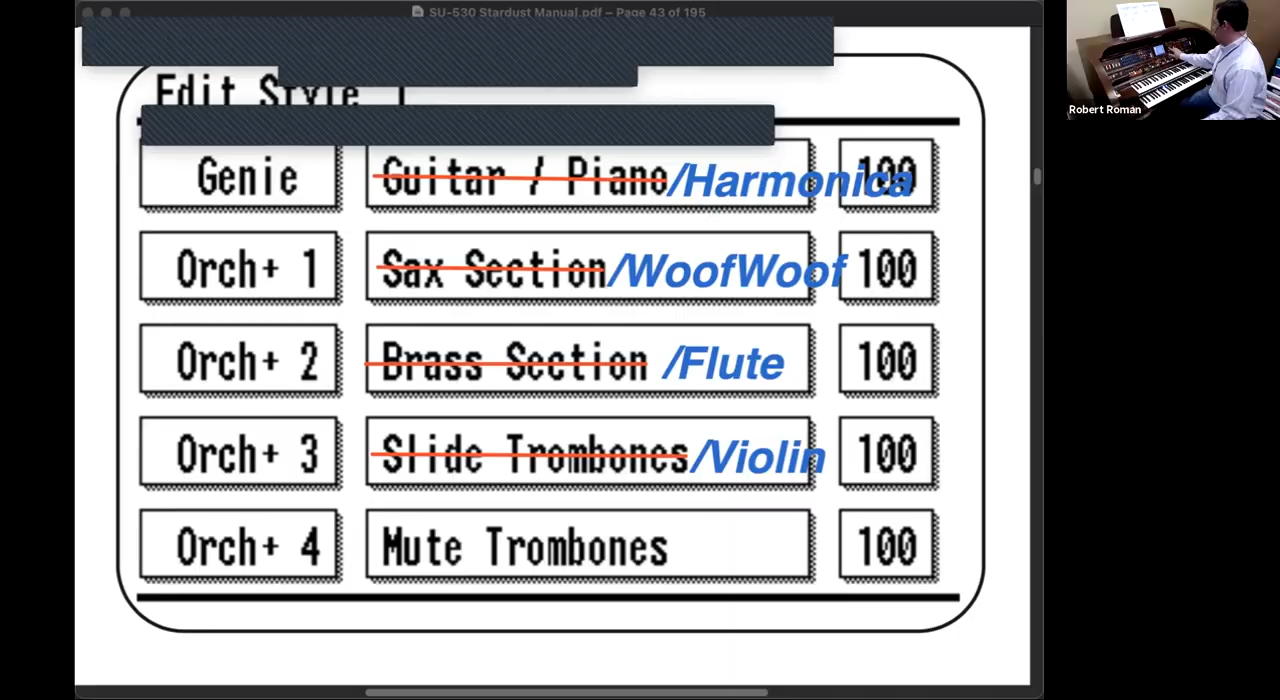 SU-530 Stardust Manual.pdf – Page 43 of 195
Edit Style
Genie Guitar / Piano/Harmonica 100
Orch+ 1 Sax Section/WoofWoof 100
Orch+ 2 Brass Section /Flute 100
Orch+ 3 Slide Trombones/Violin 100
Orch+ 4 Mute Trombones 100
Robert Roman